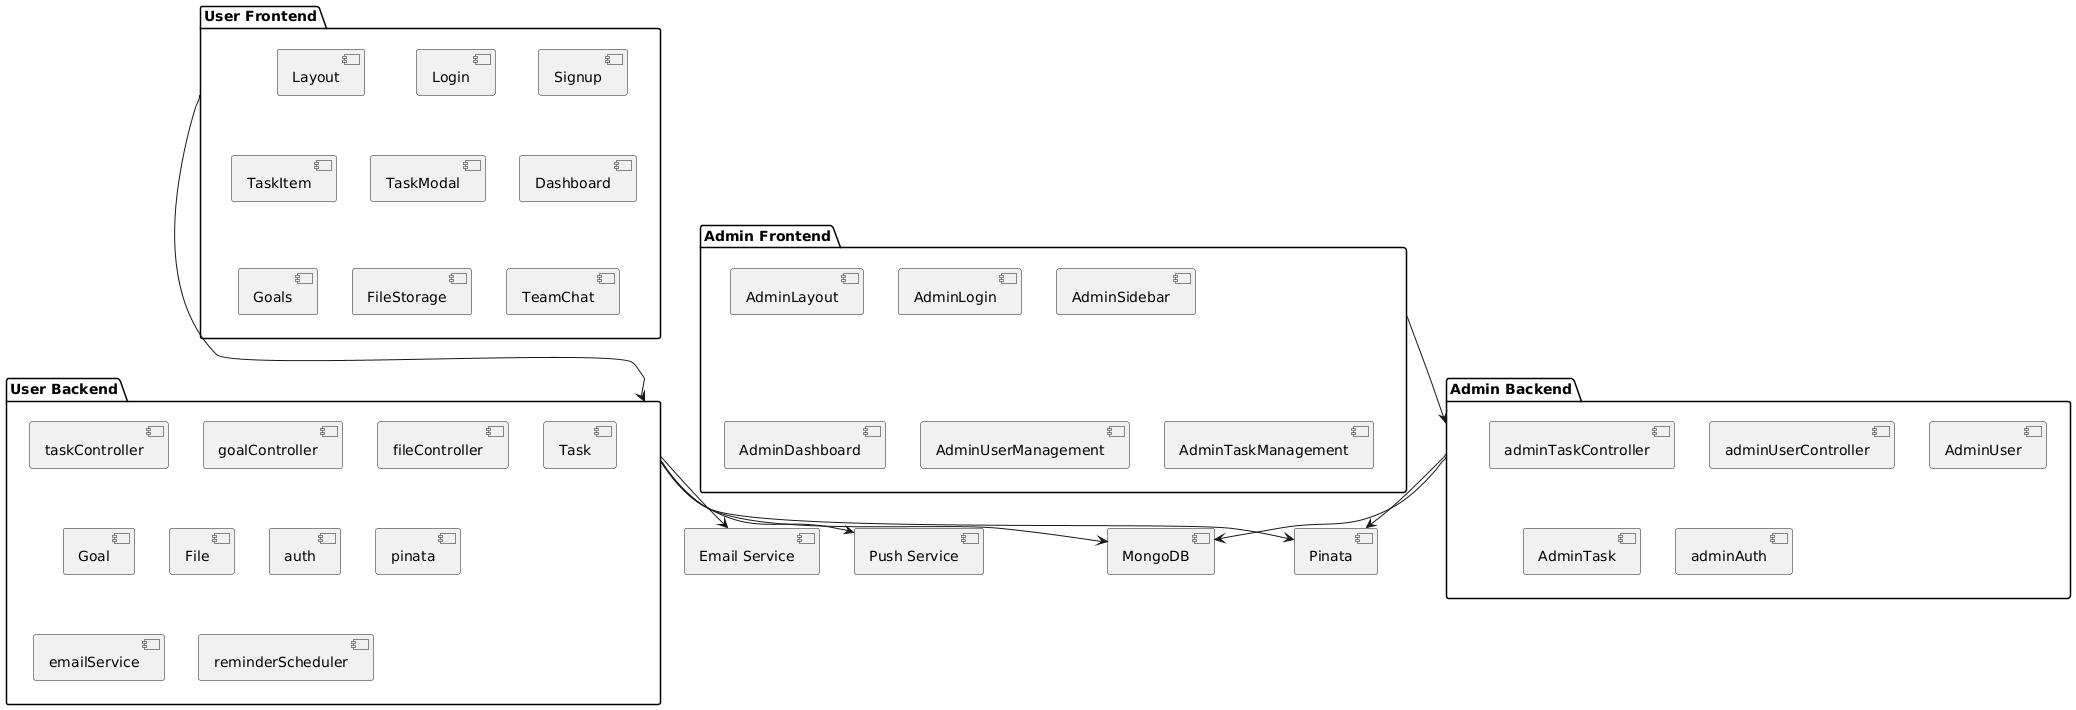 User Frontend
Layout
Login
Signup
TaskItem
TaskModal
Dashboard
Goals
FileStorage
TeamChat
Admin Frontend
AdminLayout
AdminLogin
AdminSidebar
AdminDashboard
AdminUserManagement
AdminTaskManagement
User Backend
taskController
goalController
fileController
Task
Goal
File
auth
pinata
emailService
reminderScheduler
Email Service
Push Service
MongoDB
Pinata
Admin Backend
adminTaskController
adminUserController
AdminUser
AdminTask
adminAuth